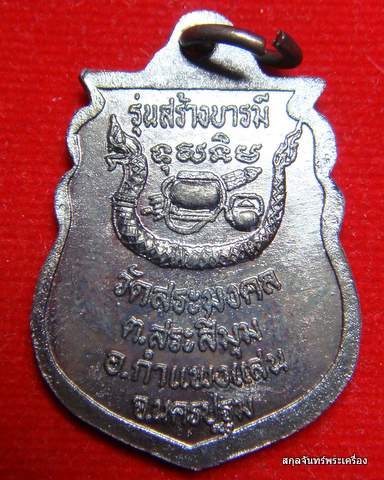 รุ่นสร้างบารมี
วัดสระมงคล
ต.สระสี่มุม
อ.กำแพงแสน
จ.นครปฐม
สกุลจันทร์พระเครื่อง